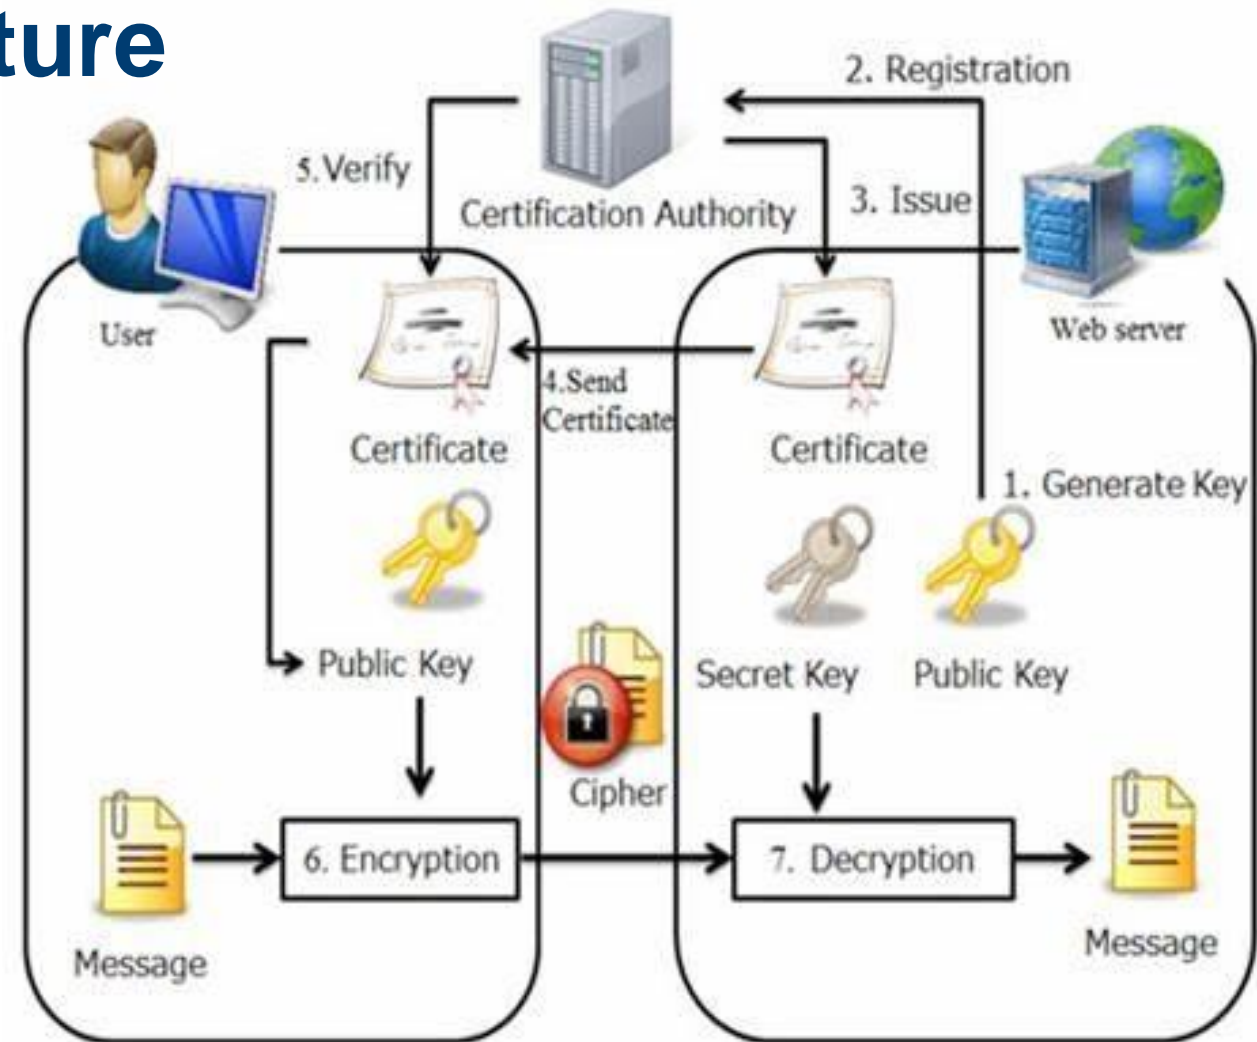 ture
2. Registration
5.Verify
Certification Authority
3. Issue
User
Web server
4.Send
Certificate
Certificate
Certificate
1. Generate Key
Public Key
Secret Key
Public Key
Cipher
6. Encryption
7. Decryption
Message
Message